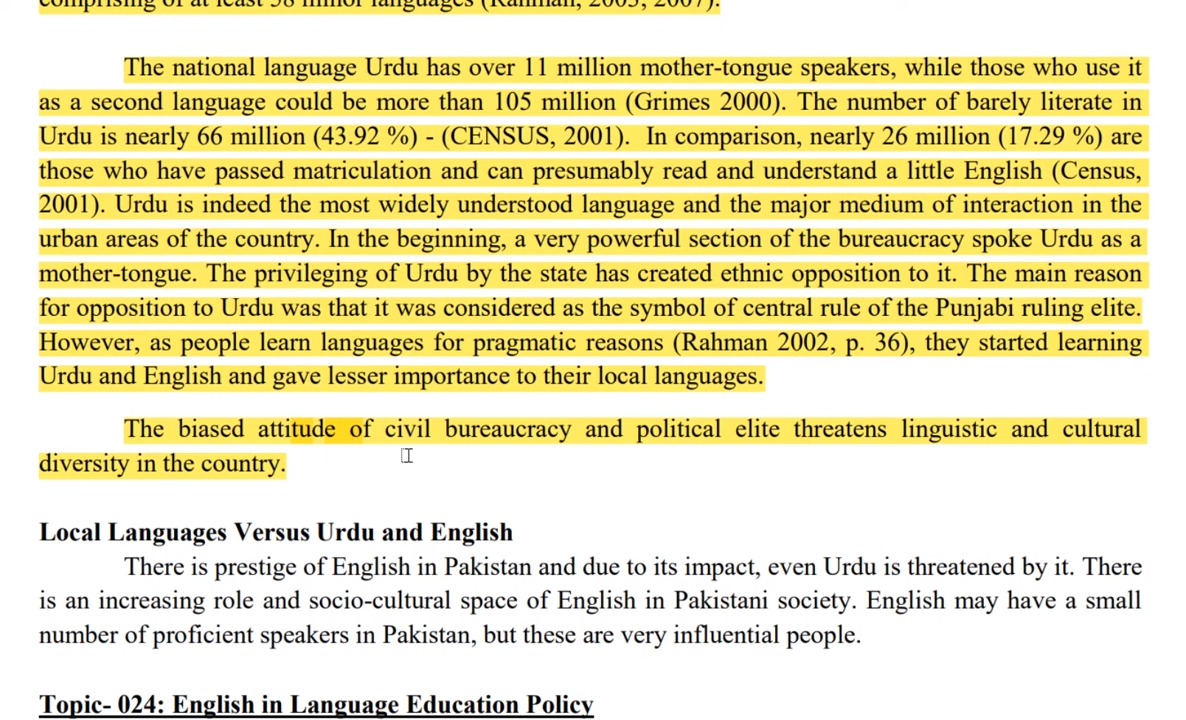 comprising of at least 58 minor languages (Rahman, 2003, 2007).
The national language Urdu has over 11 million mother-tongue speakers, while those who use it
as a second language could be more than 105 million (Grimes 2000). The number of barely literate in
Urdu is nearly 66 million (43.92 %) - (CENSUS, 2001). In comparison, nearly 26 million (17.29 %) are
those who have passed matriculation and can presumably read and understand a little English (Census,
2001). Urdu is indeed the most widely understood language and the major medium of interaction in the
urban areas of the country. In the beginning, a very powerful section of the bureaucracy spoke Urdu as a
mother-tongue. The privileging of Urdu by the state has created ethnic opposition to it. The main reason
for opposition to Urdu was that it was considered as the symbol of central rule of the Punjabi ruling elite.
However, as people learn languages for pragmatic reasons (Rahman 2002, p. 36), they started learning
Urdu and English and gave lesser importance to their local languages.
The biased attitude of civil bureaucracy and political elite threatens linguistic and cultural
diversity in the country.
Local Languages Versus Urdu and English
There is prestige of English in Pakistan and due to its impact, even Urdu is threatened by it. There
is an increasing role and socio-cultural space of English in Pakistani society. English may have a small
number of proficient speakers in Pakistan, but these are very influential people.
Topic- 024: English in Language Education Policy